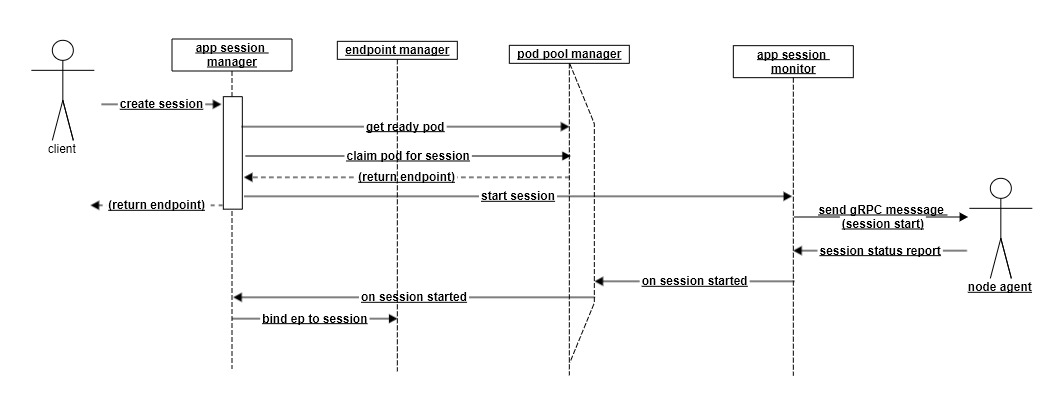 app session
manager
endpoint manager
pod pool manager
app session
monitor
client
create session
get ready pod
claim pod for session
(return endpoint)
start session
(return endpoint)
send gRPC messsage
(session start)
session status report
node agent
on session started
on session started
bind ep to session